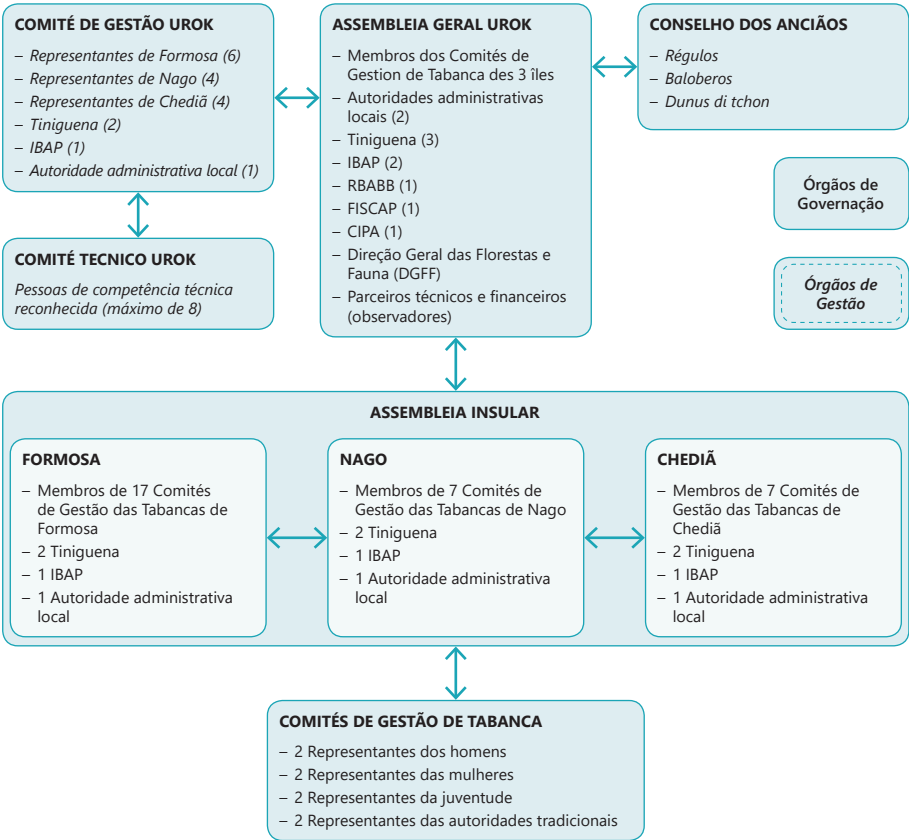 COMITÉ DE GESTÃO UROK
– Representantes de Formosa (6)
– Representantes de Nago (4)
– Representantes de Chediã (4)
– Tiniguena (2)
– IBAP (1)
– Autoridade administrativa local (1)
ASSEMBLEIA GERAL UROK
– Membros dos Comités de
Gestion de Tabanca des 3 îles
– Autoridades administrativas
locais (2)
– Tiniguena (3)
– IBAP (2)
– RBABB (1)
– FISCAP (1)
– CIPA (1)
– Direção Geral das Florestas e
Fauna (DGFF)
– Parceiros técnicos e financeiros
(observadores)
CONSELHO DOS ANCIÃOS
– Régulos
– Baloberos
– Dunus di tchon
Órgãos de
Governação
Órgãos de
Gestão
COMITÉ TECNICO UROK
Pessoas de competência técnica
reconhecida (máximo de 8)
ASSEMBLEIA INSULAR
FORMOSA
– Membros de 17 Comités
de Gestão das Tabancas de
Formosa
– 2 Tiniguena
– 1 IBAP
– 1 Autoridade administrativa
local
NAGO
– Membros de 7 Comités de
Gestão das Tabancas de Nago
– 2 Tiniguena
– 1 IBAP
– 1 Autoridade administrativa
local
CHEDIÃ
– Membros de 7 Comités de
Gestão das Tabancas de
Chediã
– 2 Tiniguena
– 1 IBAP
– 1 Autoridade administrativa
local
COMITÉS DE GESTÃO DE TABANCA
– 2 Representantes dos homens
– 2 Representantes das mulheres
– 2 Representantes da juventude
– 2 Representantes das autoridades tradicionais